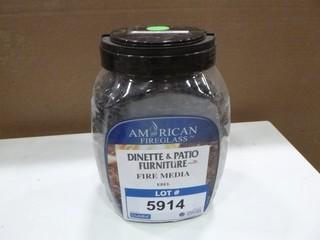 AMERICAN
FIREGLASS
DINETTE & PATIO
FURNITURE
FIRE MEDIA
LOT #
5914